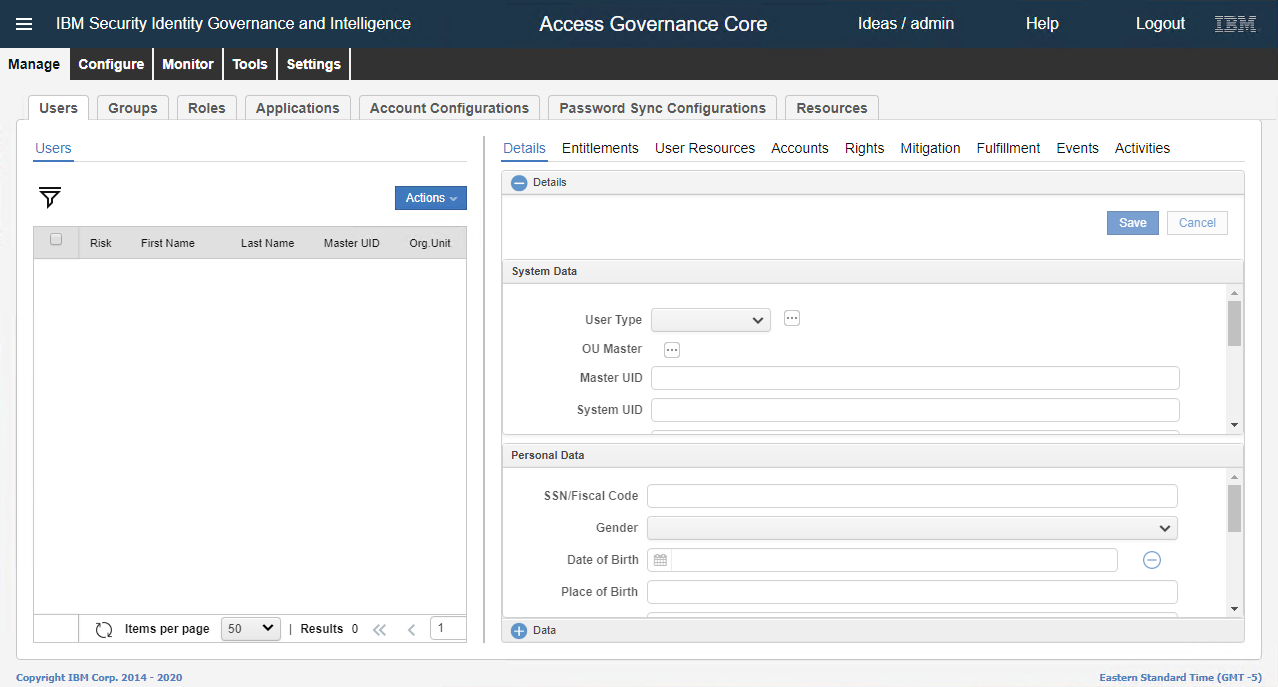 IBM Security Identity Governance and Intelligence Access Governance Core Ideas / admin Help Logout IBM
Manage Configure Monitor Tools Settings
Users Groups Roles Applications Account Configurations Password Sync Configurations Resources
Users
Details Entitlements User Resources Accounts Rights Mitigation Fulfillment Events Activities
Details
Actions
Save Cancel
Risk First Name Last Name Master UID Org.Unit
System Data
User Type
OU Master
Master UID
System UID
Personal Data
SSN/Fiscal Code
Gender
Date of Birth
Place of Birth
Items per page 50 | Results 0 1
Data
Copyright IBM Corp. 2014 - 2020 Eastern Standard Time (GMT -5)